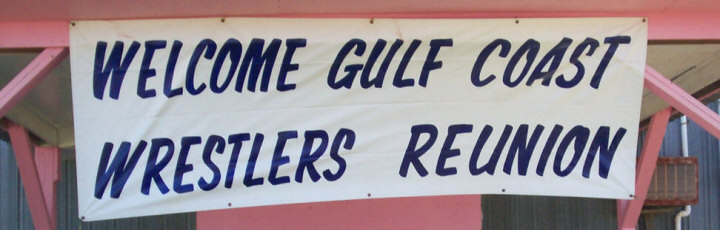 WELCOME GULF COAST
WRESTLERS REUNION